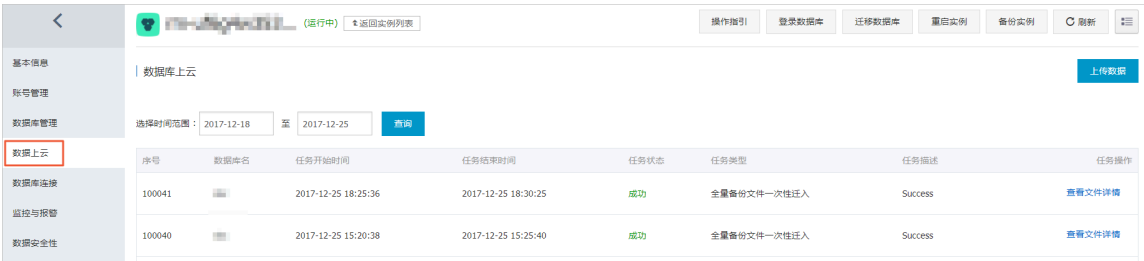 (运行中) 返回实例列表 操作指引 登录数据库 迁移数据库 重启实例 备份实例 刷新
基本信息
账号管理
数据库管理
数据上云
数据库连接
监控与报警
数据安全性
数据库上云 上传数据
选择时间范围: 2017-12-18 至 2017-12-25 查询
序号 数据库名 任务开始时间 任务结束时间 任务状态 任务类型 任务描述 任务操作
100041 2017-12-25 18:25:36 2017-12-25 18:30:25 成功 全量备份文件一次性迁入 Success 查看文件详情
100040 2017-12-25 15:20:38 2017-12-25 15:25:40 成功 全量备份文件一次性迁入 Success 查看文件详情